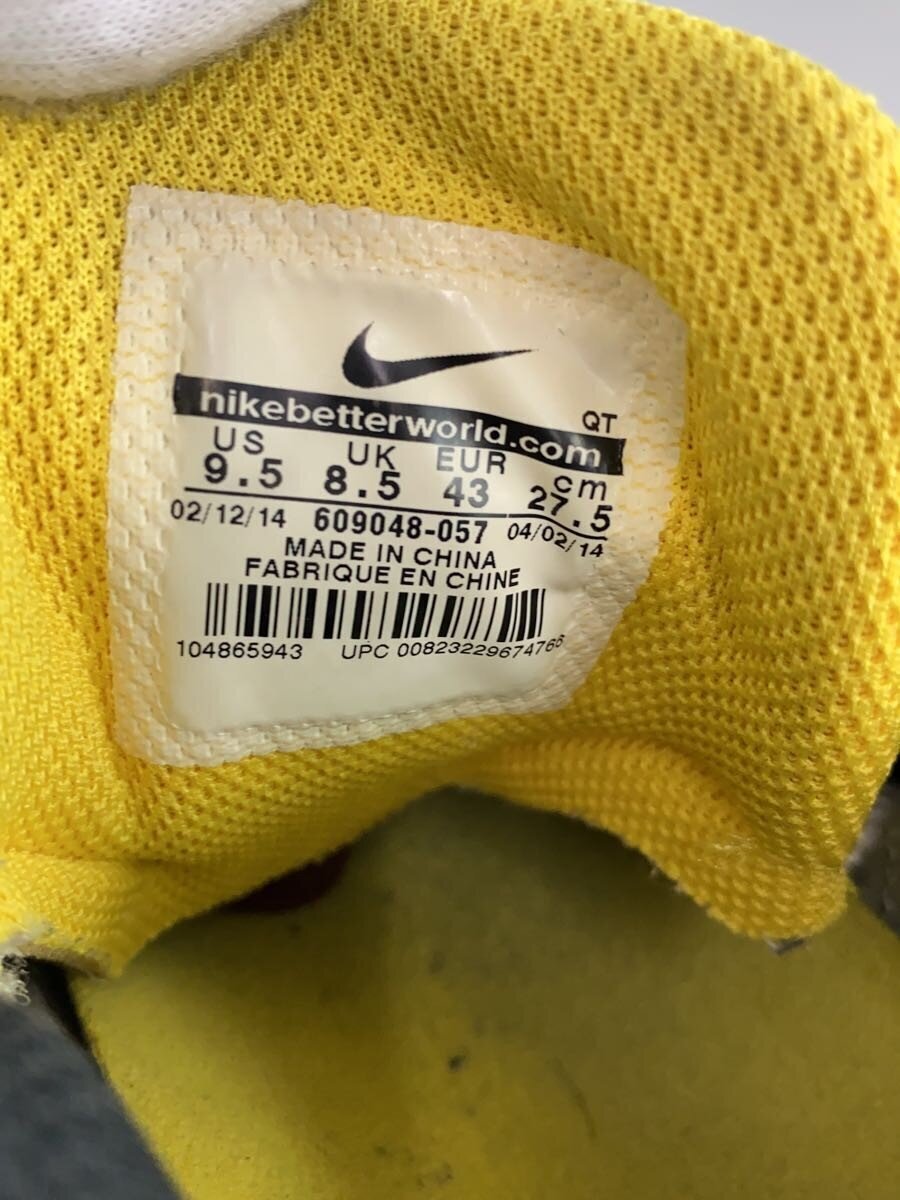 QT
nikebetterworld.com
US UK EUR cm
9.5 8.5 43 27.5
02/12/14 609048-057 04/02/14
MADE IN CHINA
FABRIQUE EN CHINE
104865943 UPC 00823229674766